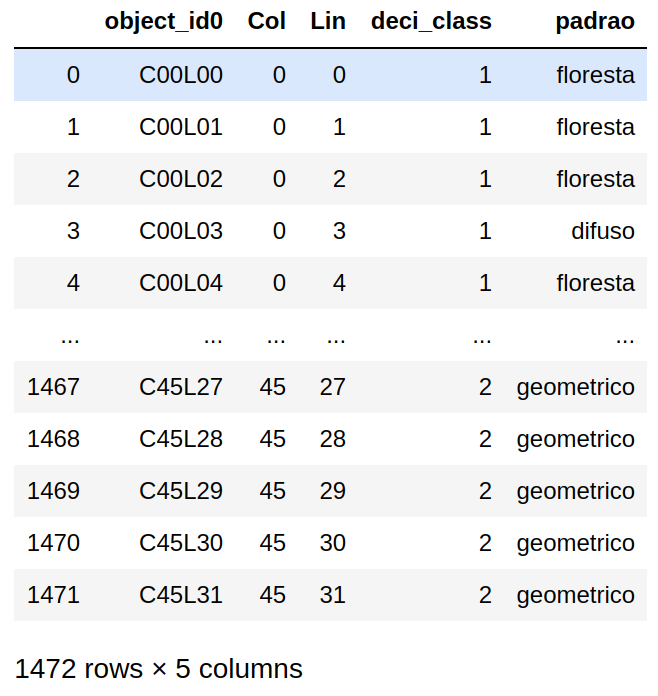 object_id0 Col Lin deci_class padrao
0 C00L00 0 0 1 floresta
1 C00L01 0 1 1 floresta
2 C00L02 0 2 1 floresta
3 C00L03 0 3 1 difuso
4 C00L04 0 4 1 floresta
... ... ... ... ... ...
1467 C45L27 45 27 2 geometrico
1468 C45L28 45 28 2 geometrico
1469 C45L29 45 29 2 geometrico
1470 C45L30 45 30 2 geometrico
1471 C45L31 45 31 2 geometrico
1472 rows × 5 columns